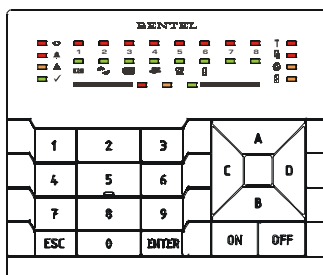 BENTEL
1 2 3 4 5 6 7 8
1 2 3 A
4 5 6 C D
7 8 9 B
ESC 0 ENTER ON OFF